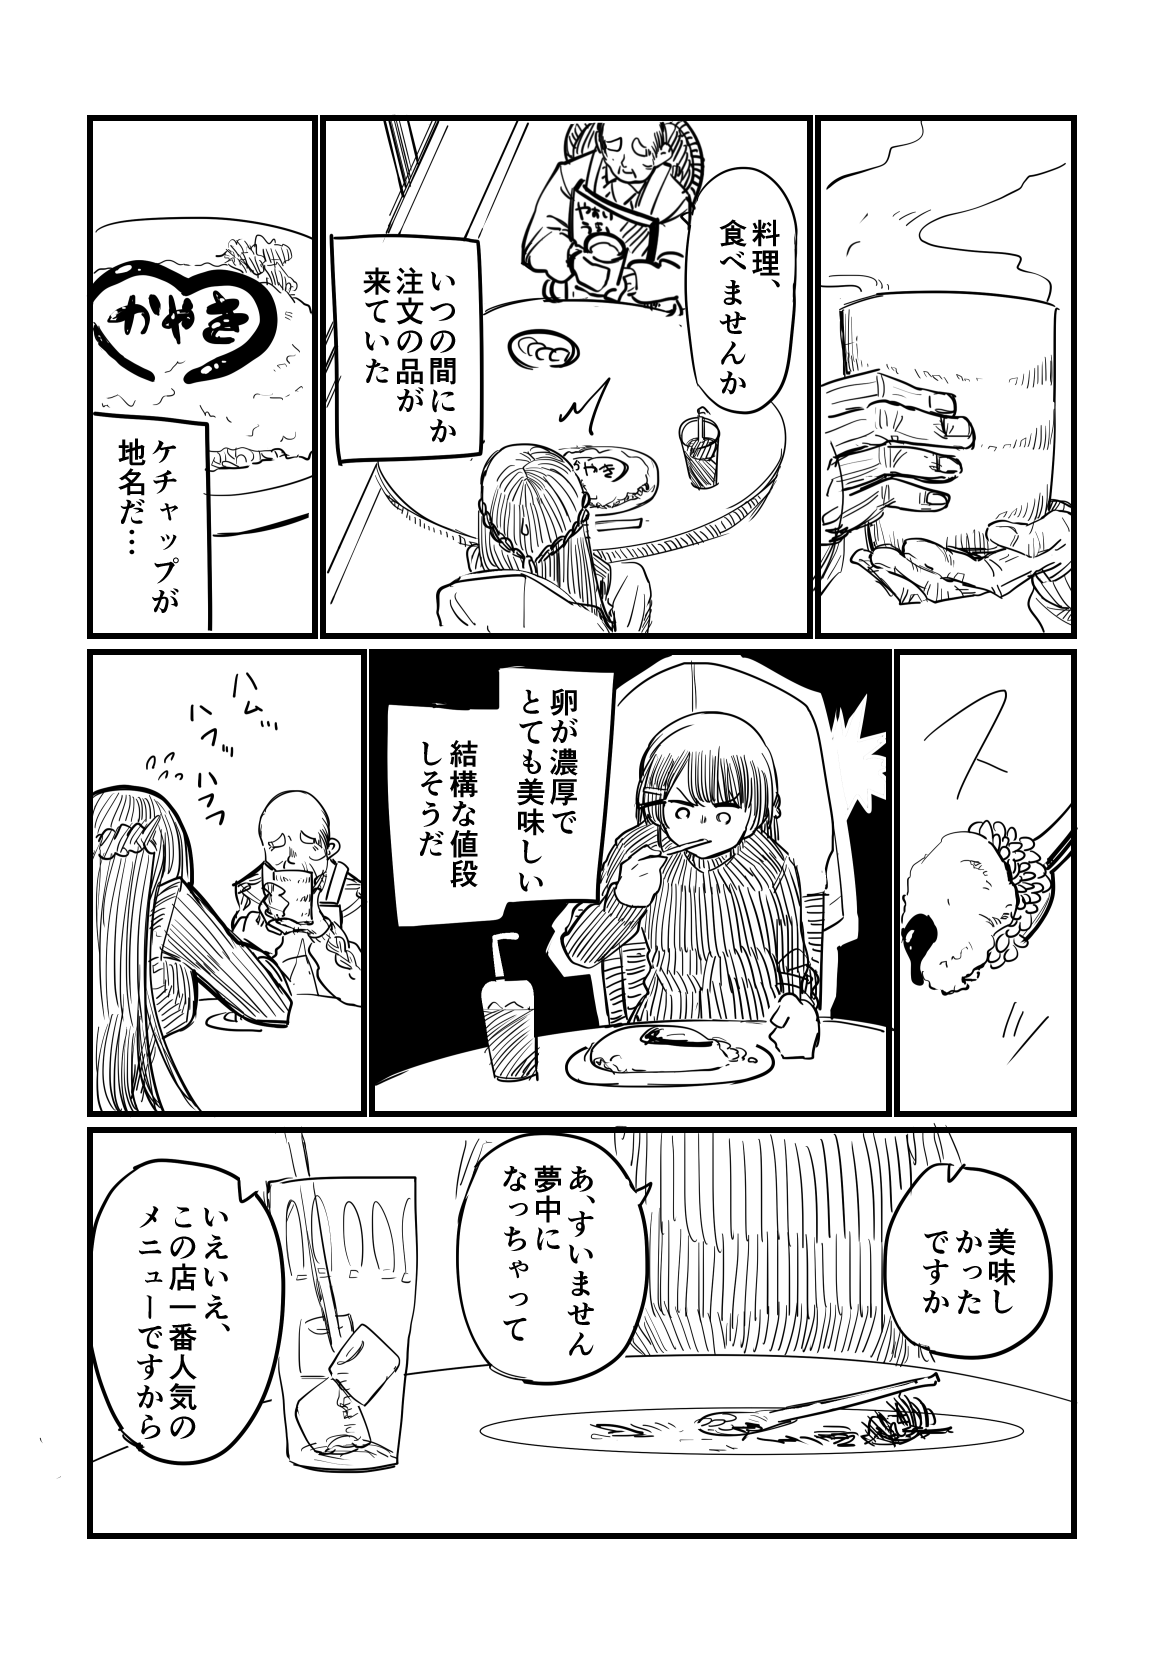 料理、
食べませんか
いつの間にか
注文の品が
来ていた
かやき
ケチャップが
地名だ…
卵が濃厚で
とても美味しい
結構な値段
しそうだ
ハム…
ハフ…
ハフフ
美味し
かった
ですか
あ、すいません
夢中に
なっちゃって
いえいえ、
この店一番人気の
メニューですから